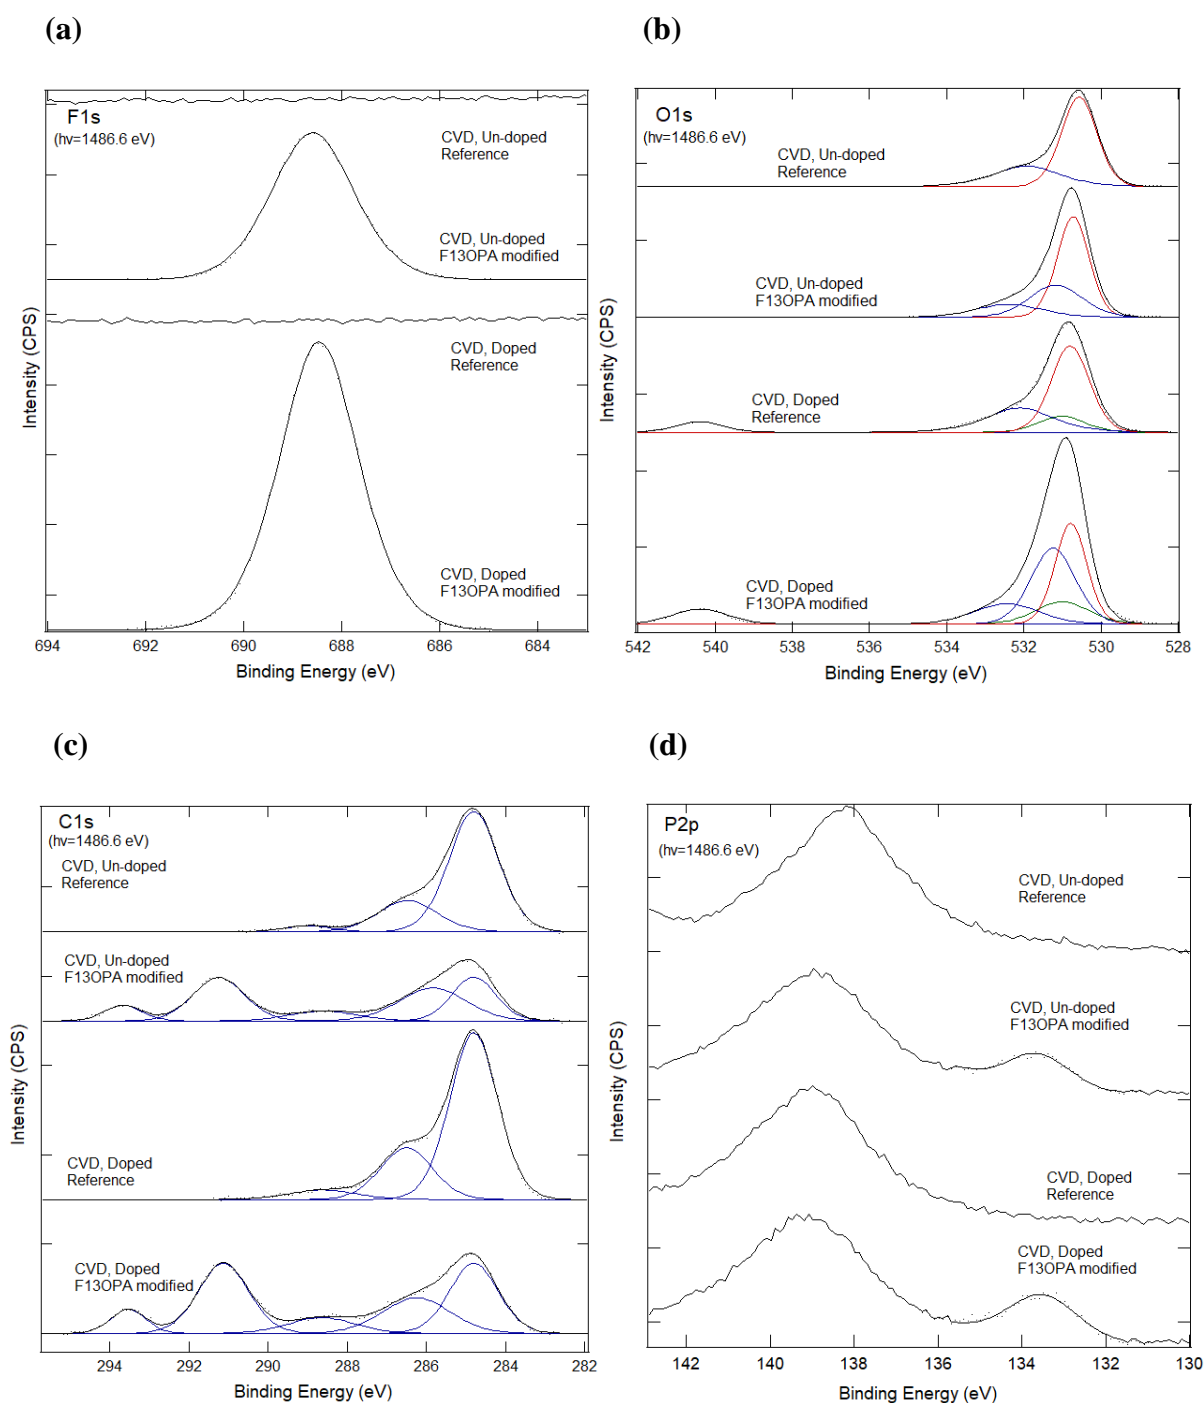 (a)
F1s
(hv=1486.6 eV)
CVD, Un-doped
Reference
CVD, Un-doped
F13OPA modified
CVD, Doped
Reference
CVD, Doped
F13OPA modified
Intensity (CPS)
694 692 690 688 686 684
Binding Energy (eV)
(b)
O1s
(hv=1486.6 eV)
CVD, Un-doped
Reference
CVD, Un-doped
F13OPA modified
CVD, Doped
Reference
CVD, Doped
F13OPA modified
Intensity (CPS)
542 540 538 536 534 532 530 528
Binding Energy (eV)
(c)
C1s
(hv=1486.6 eV)
CVD, Un-doped
Reference
CVD, Un-doped
F13OPA modified
CVD, Doped
Reference
CVD, Doped
F13OPA modified
Intensity (CPS)
294 292 290 288 286 284 282
Binding Energy (eV)
(d)
P2p
(hv=1486.6 eV)
CVD, Un-doped
Reference
CVD, Un-doped
F13OPA modified
CVD, Doped
Reference
CVD, Doped
F13OPA modified
Intensity (CPS)
142 140 138 136 134 132 130
Binding Energy (eV)